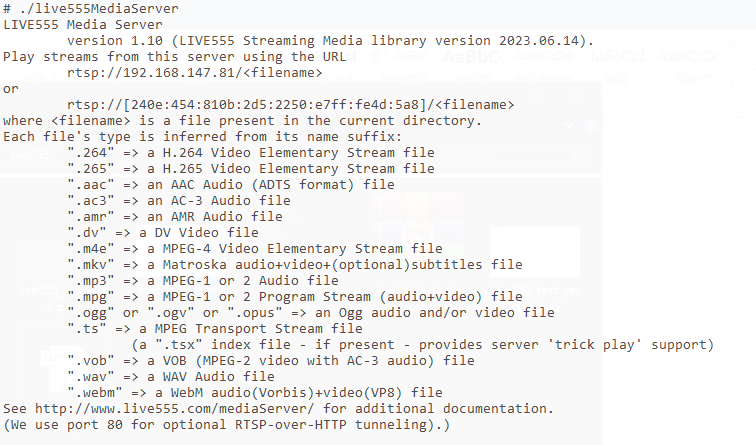 # ./live555MediaServer
LIVE555 Media Server
version 1.10 (LIVE555 Streaming Media library version 2023.06.14).
Play streams from this server using the URL
rtsp://192.168.147.81/<filename>
or
rtsp://[240e:454:810b:2d5:2250:e7ff:fe4d:5a8]/<filename>
where <filename> is a file present in the current directory.
Each file's type is inferred from its name suffix:
".264" => a H.264 Video Elementary Stream file
".265" => a H.265 Video Elementary Stream file
".aac" => an AAC Audio (ADTS format) file
".ac3" => an AC-3 Audio file
".amr" => an AMR Audio file
".dv" => a DV Video file
".m4e" => a MPEG-4 Video Elementary Stream file
".mkv" => a Matroska audio+video+(optional)subtitles file
".mp3" => a MPEG-1 or 2 Audio file
".mpg" => a MPEG-1 or 2 Program Stream (audio+video) file
".ogg" or ".ogv" or ".opus" => an Ogg audio and/or video file
".ts" => a MPEG Transport Stream file
(a ".tsx" index file - if present - provides server 'trick play' support)
".vob" => a VOB (MPEG-2 video with AC-3 audio) file
".wav" => a WAV Audio file
".webm" => a WebM audio(Vorbis)+video(VP8) file
See http://www.live555.com/mediaServer/ for additional documentation.
(We use port 80 for optional RTSP-over-HTTP tunneling).)